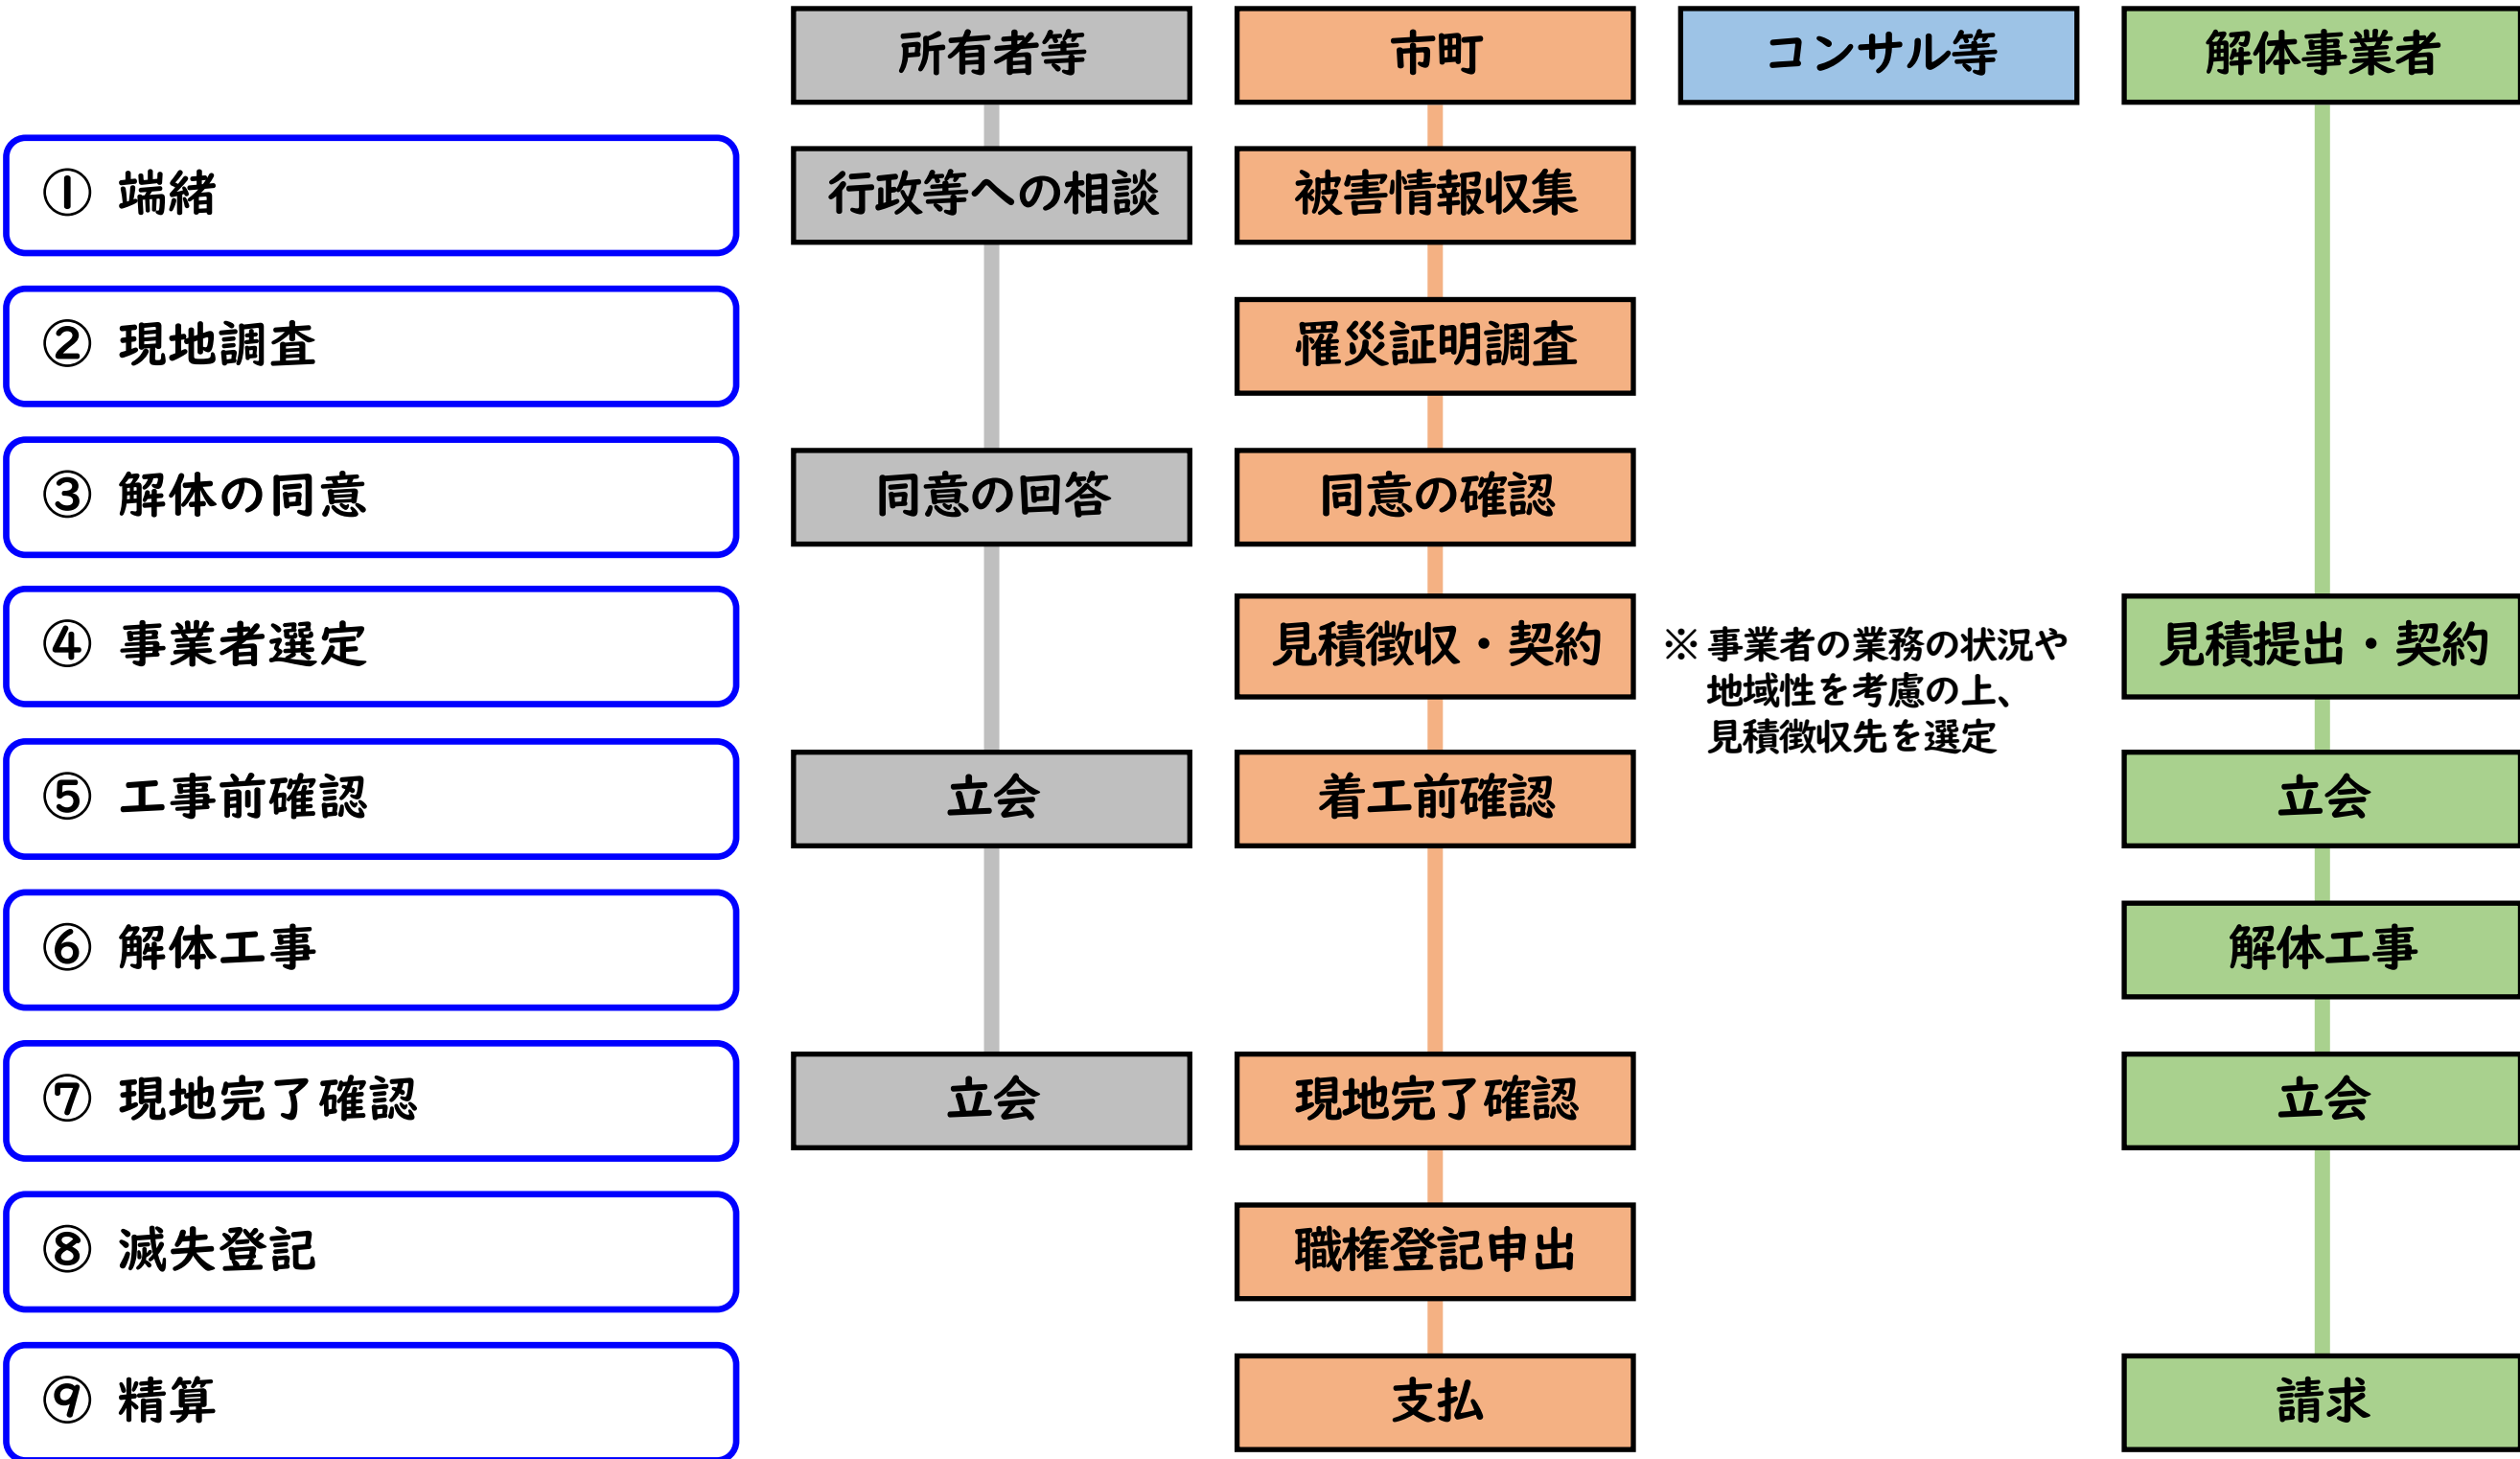 所有者等
市町
コンサル等
解体事業者
① 端緒
行政等への相談
被害情報収集
② 現地調査
罹災証明調査
③ 解体の同意
同意の回答
同意の確認
④ 事業者選定
見積徴収・契約
※ 事業者の業務の状況や
地域性を考慮の上、
見積徴収先を選定
見積提出・契約
⑤ 工事前確認
立会
着工前確認
立会
⑥ 解体工事
解体工事
⑦ 現地完了確認
立会
現地完了確認
立会
⑧ 滅失登記
職権登記申出
⑨ 精算
支払
請求